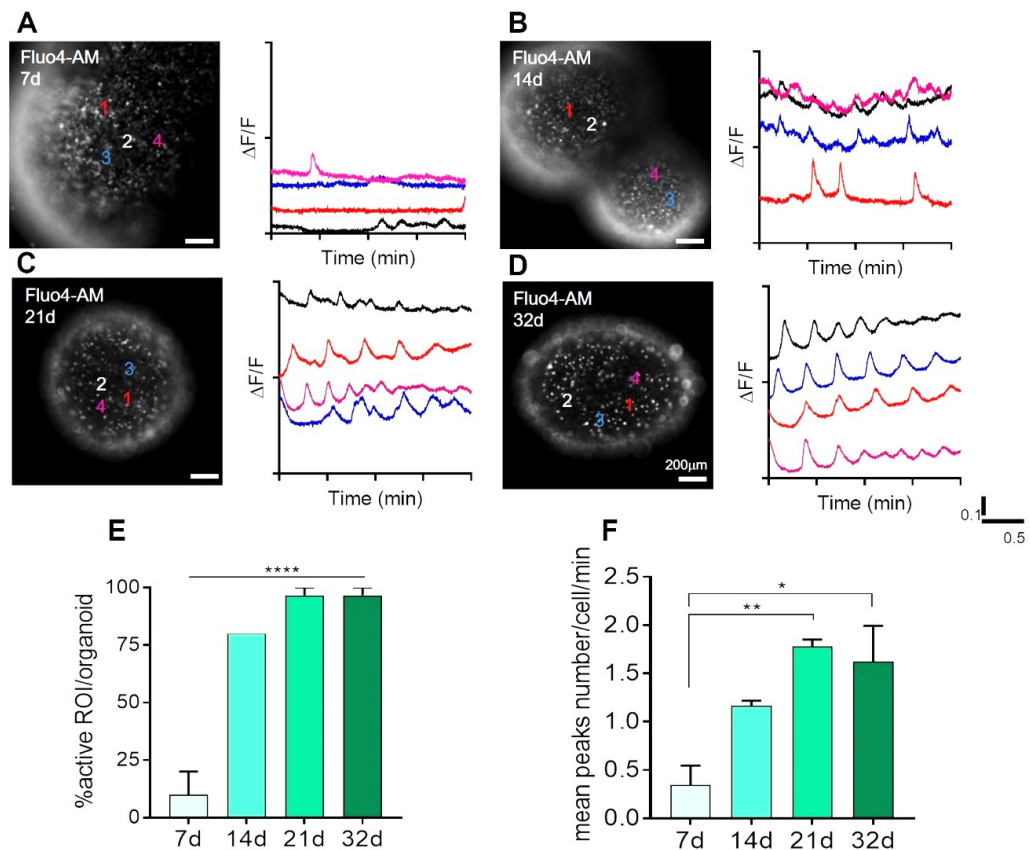 A
Fluo4-AM
7d
1
2
4
3
ΔF/F
Time (min)
B
Fluo4-AM
14d
1
2
4
3
ΔF/F
Time (min)
C
Fluo4-AM
21d
3
2
4
1
ΔF/F
Time (min)
D
Fluo4-AM
32d
4
2
1
3
200μm
ΔF/F
Time (min)
0.1
0.5
E
****
100
75
50
25
0
%active ROI/organoid
7d 14d 21d 32d
F
*
**
2.5
2.0
1.5
1.0
0.5
0.0
mean peaks number/cell/min
7d 14d 21d 32d